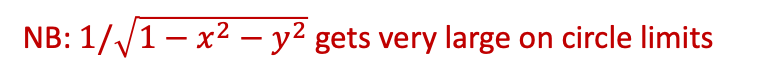 NB: 1/√(1 − x² − y²) gets very large on circle limits